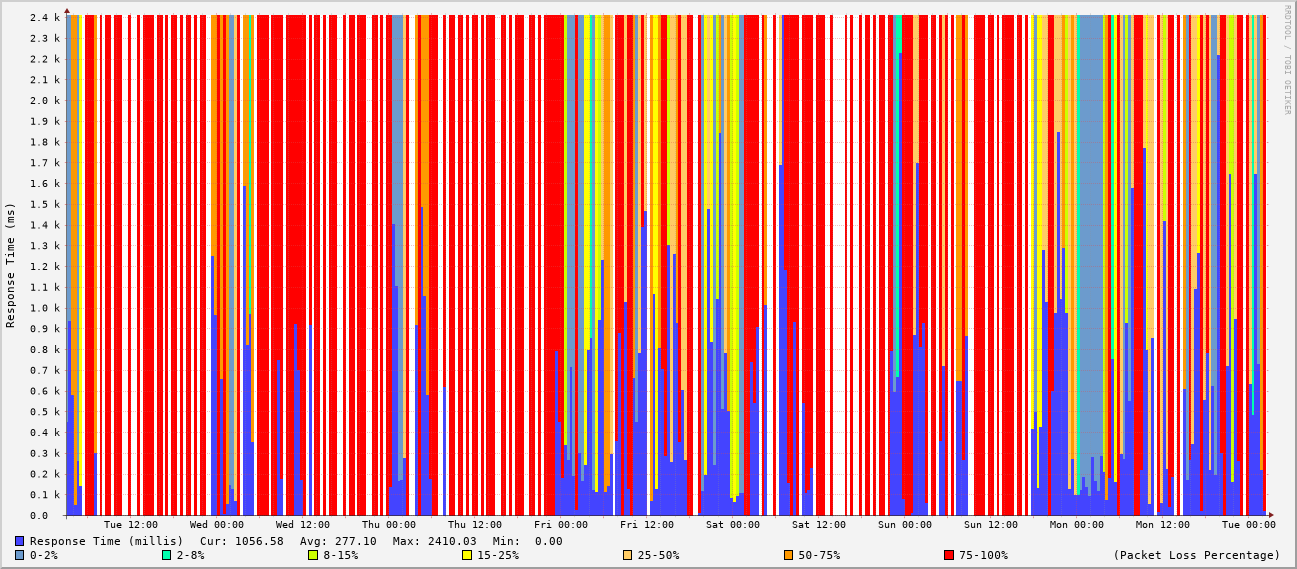 RRDTOOL / TOBI OETIKER
Response Time (ms)
2.4 k
2.3 k
2.2 k
2.1 k
2.0 k
1.9 k
1.8 k
1.7 k
1.6 k
1.5 k
1.4 k
1.3 k
1.2 k
1.1 k
1.0 k
0.9 k
0.8 k
0.7 k
0.6 k
0.5 k
0.4 k
0.3 k
0.2 k
0.1 k
0.0
Tue 12:00 Wed 00:00 Wed 12:00 Thu 00:00 Thu 12:00 Fri 00:00 Fri 12:00 Sat 00:00 Sat 12:00 Sun 00:00 Sun 12:00 Mon 00:00 Mon 12:00 Tue 00:00
Response Time (millis) Cur: 1056.58 Avg: 277.10 Max: 2410.03 Min: 0.00
0-2% 2-8% 8-15% 15-25% 25-50% 50-75% 75-100% (Packet Loss Percentage)